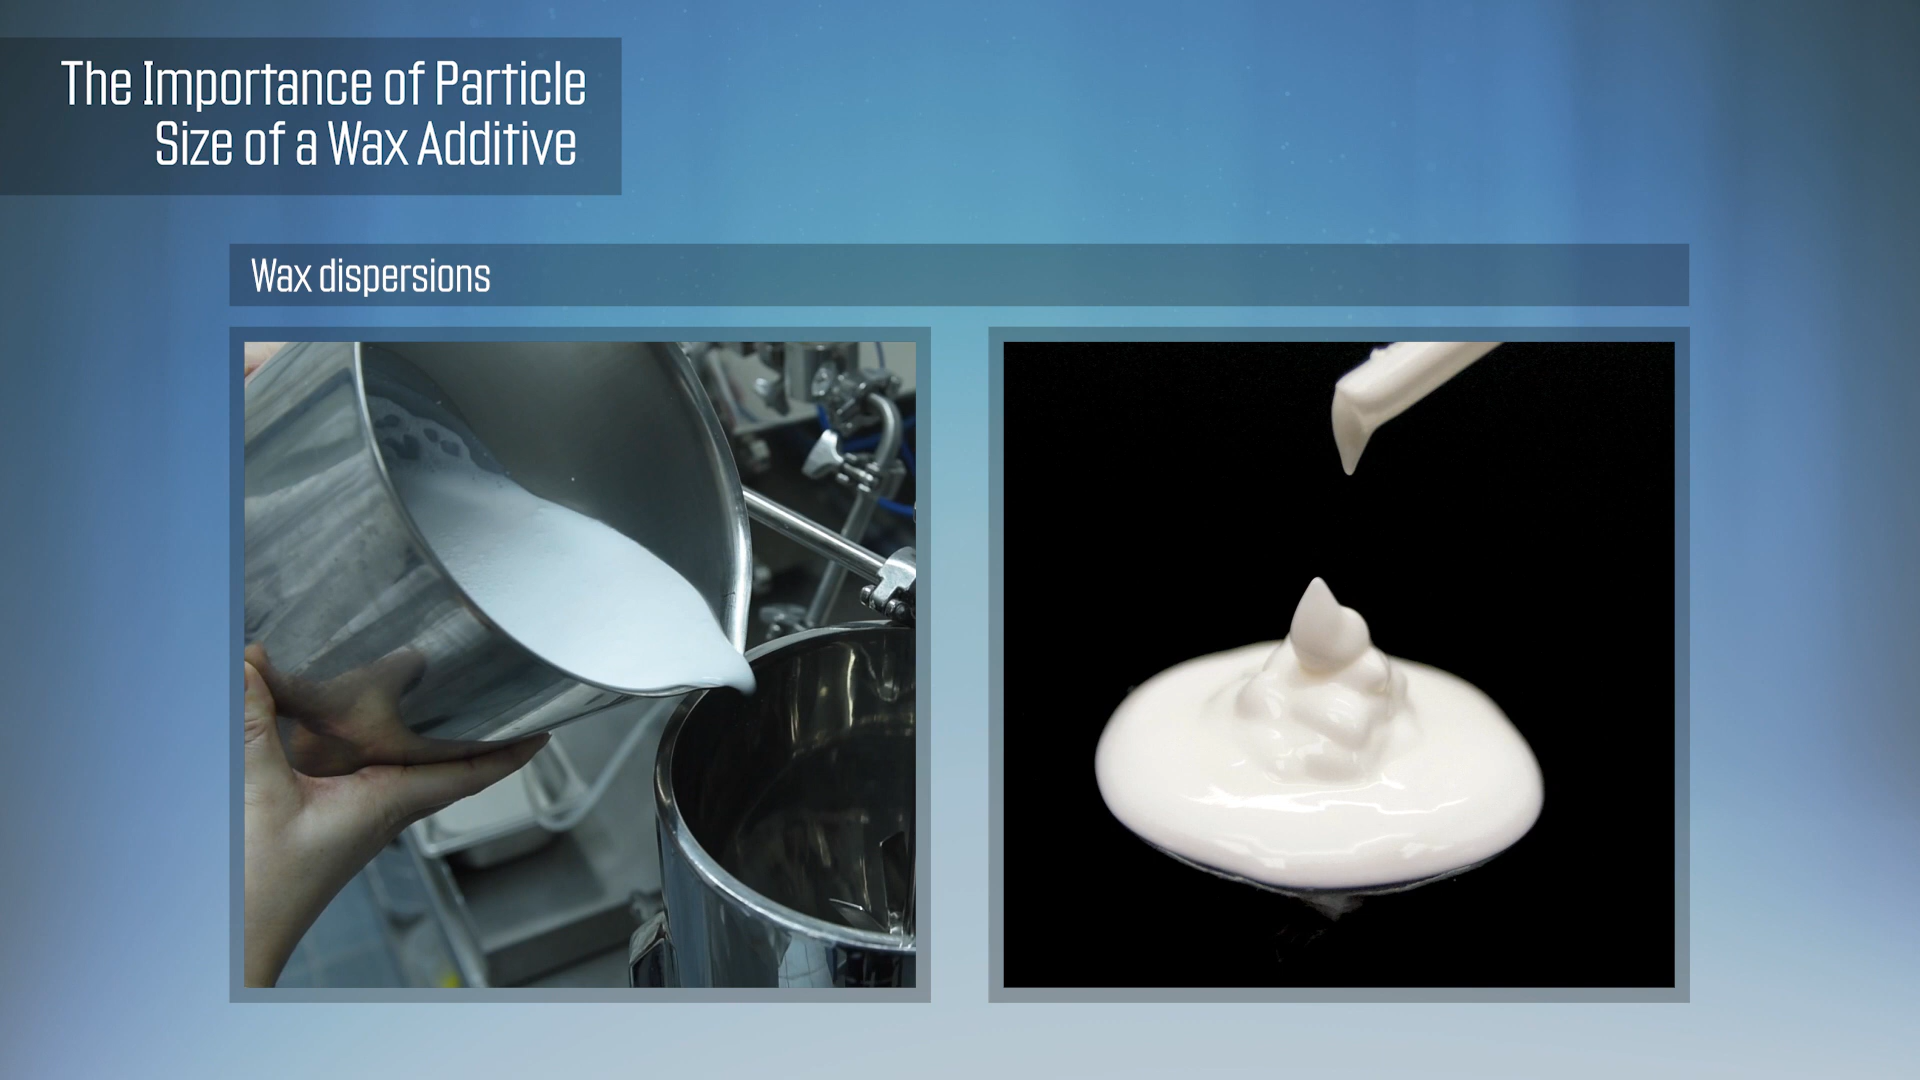 The Importance of Particle
Size of a Wax Additive
Wax dispersions